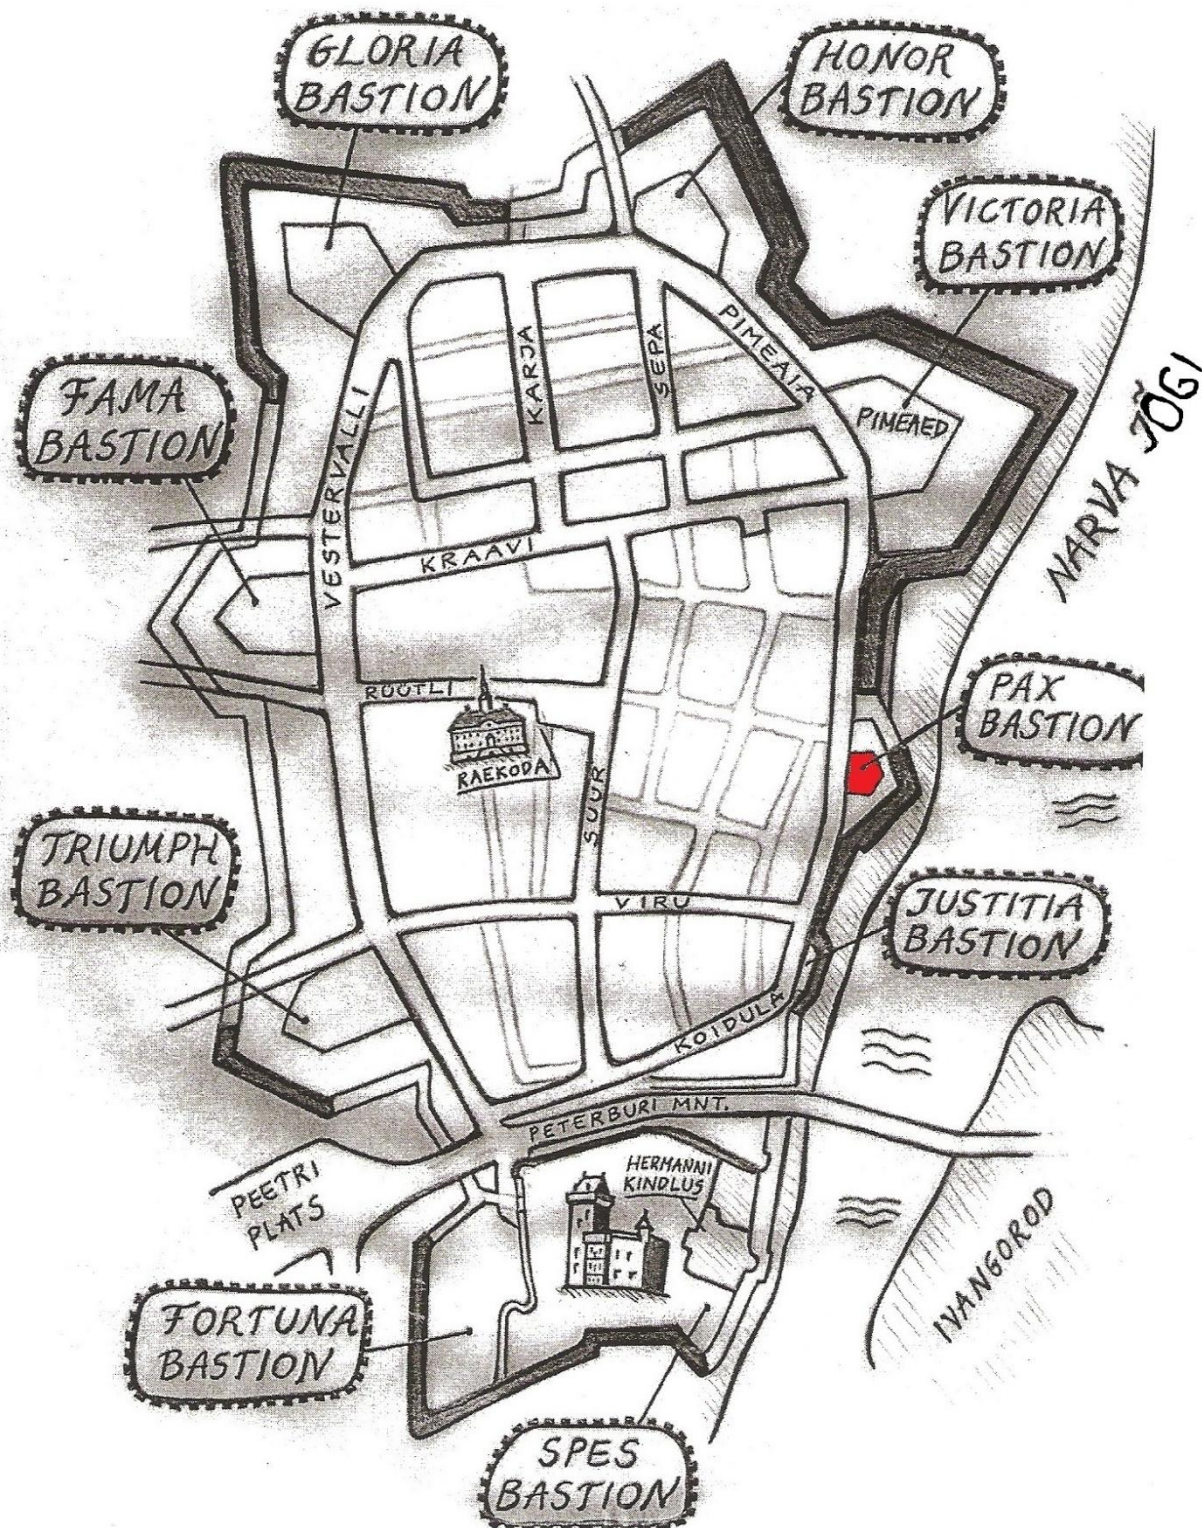 GLORIA
BASTION
HONOR
BASTION
VICTORIA
BASTION
FAMA
BASTION
KARJA
SEPA
PIMEAIA
PIMEAED
VESTERVALLI
KRAAVI
NARVA JÕGI
RÜÜTLI
RAEKODA
SUUR
PAX
BASTION
TRIUMPH
BASTION
VIRU
JUSTITIA
BASTION
KOIDULA
PETERBURI MNT.
PEETRI
PLATS
HERMANNI
KINDLUS
IVANGOROD
FORTUNA
BASTION
SPES
BASTION